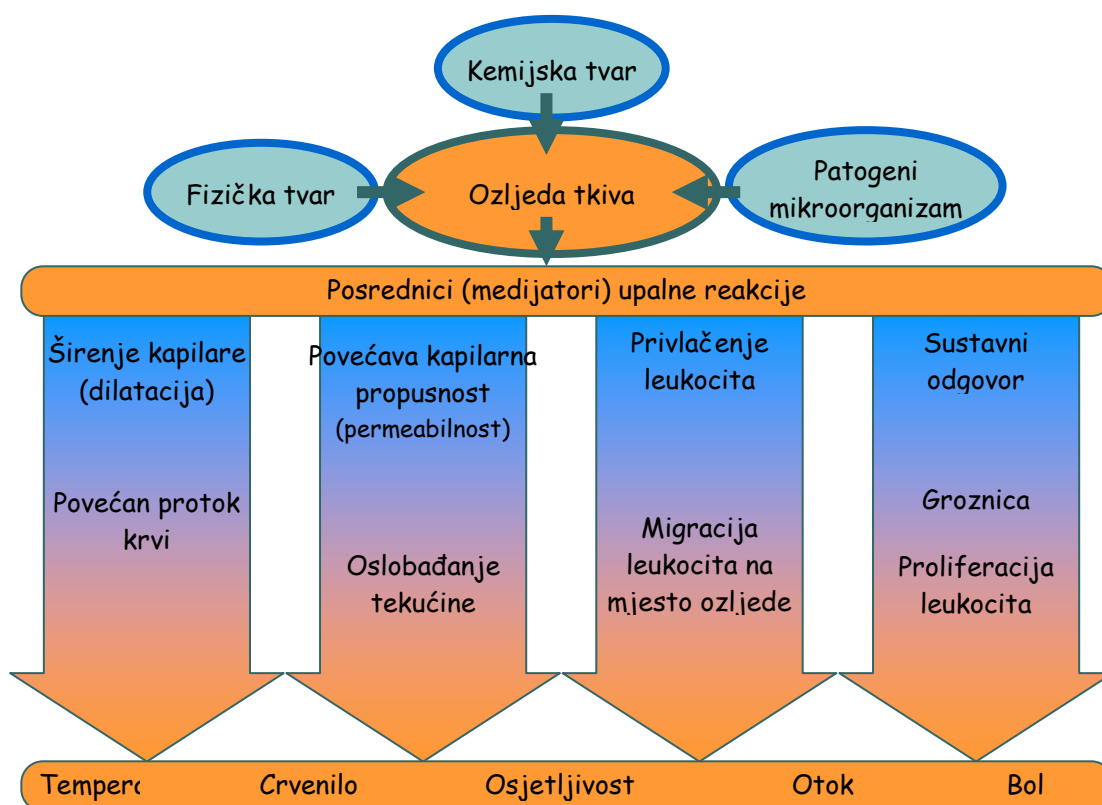 Kemijska tvar
Fizička tvar
Ozljeda tkiva
Patogeni
mikroorganizam
Posrednici (medijatori) upalne reakcije
Širenje kapilare
(dilatacija)
Povećan protok
krvi
Povećava kapilarna
propusnost
(permeabilnost)
Oslobađanje
tekućine
Privlačenje
leukocita
Migracija
leukocita na
mjesto ozljede
Sustavni
odgovor
Groznica
Proliferacija
leukocita
Crvenilo Osjetljivost Otok Bol